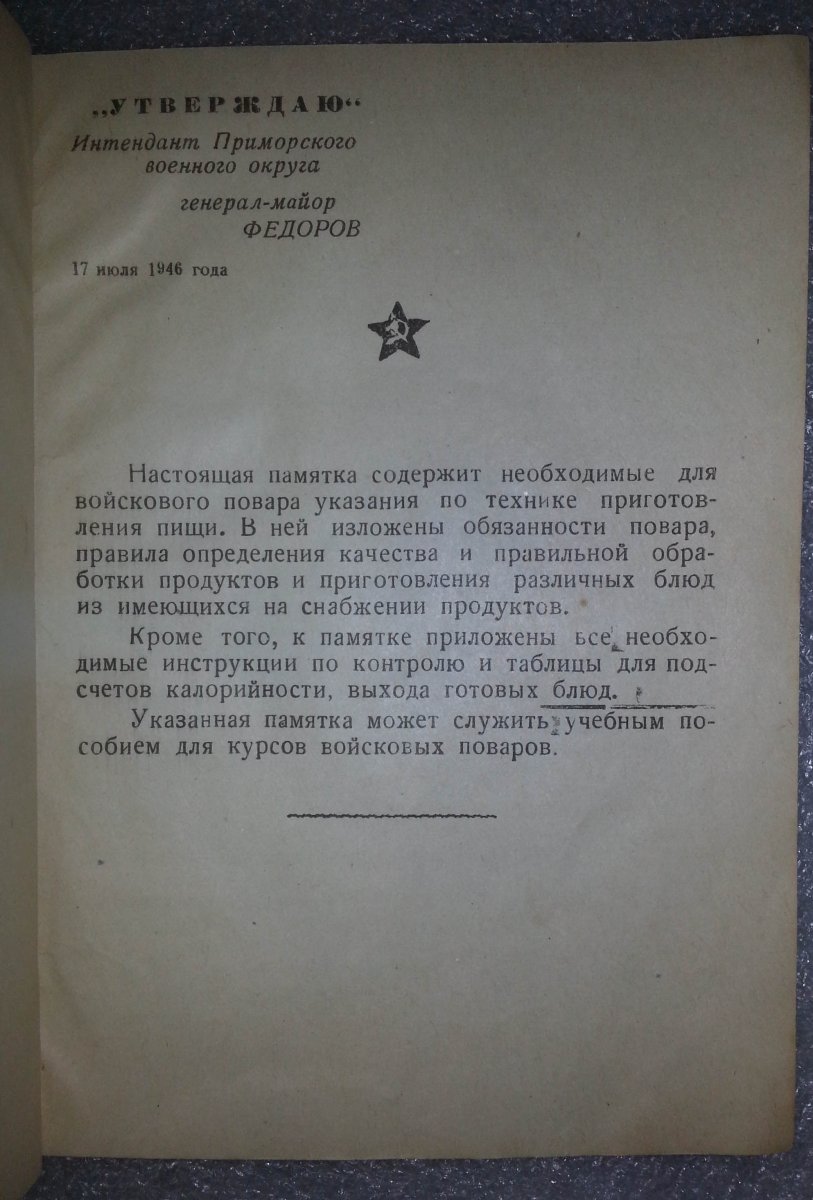 „УТВЕРЖДАЮ“
Интендант Приморского
военного округа
генерал-майор
ФЕДОРОВ
17 июля 1946 года
Настоящая памятка содержит необходимые для
войскового повара указания по технике приготов-
ления пищи. В ней изложены обязанности повара,
правила определения качества и правильной обра-
ботки продуктов и приготовления различных блюд
из имеющихся на снабжении продуктов.
Кроме того, к памятке приложены все необхо-
димые инструкции по контролю и таблицы для под-
счетов калорийности, выхода готовых блюд.
Указанная памятка может служить учебным по-
собием для курсов войсковых поваров.